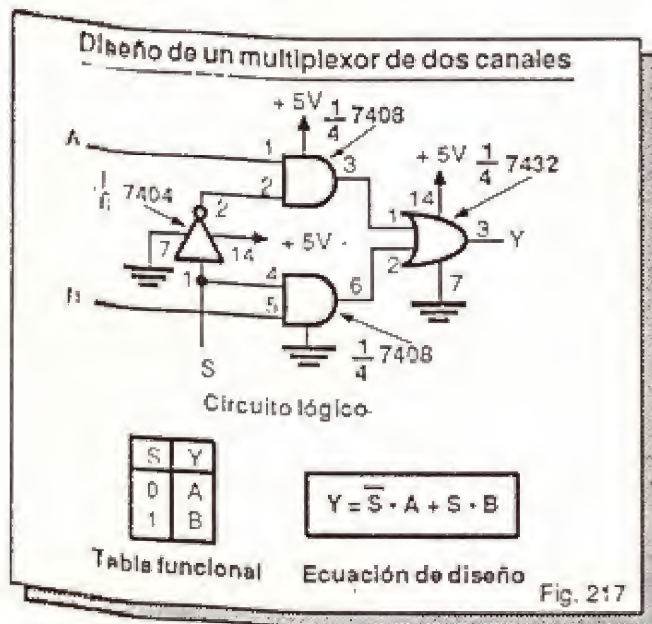 Diseño de un multiplexor de dos canales
+ 5V 1/4 7408
A 1 2 3
+ 5V 1/4 7432
14
7404 2
7 14 + 5V
1 2 3 Y
7
1 4 6
B 5
S
1/4 7408
Circuito lógico
S Y
0 A
1 B
Y = S̅ · A + S · B
Tabla funcional Ecuación de diseño
Fig. 217